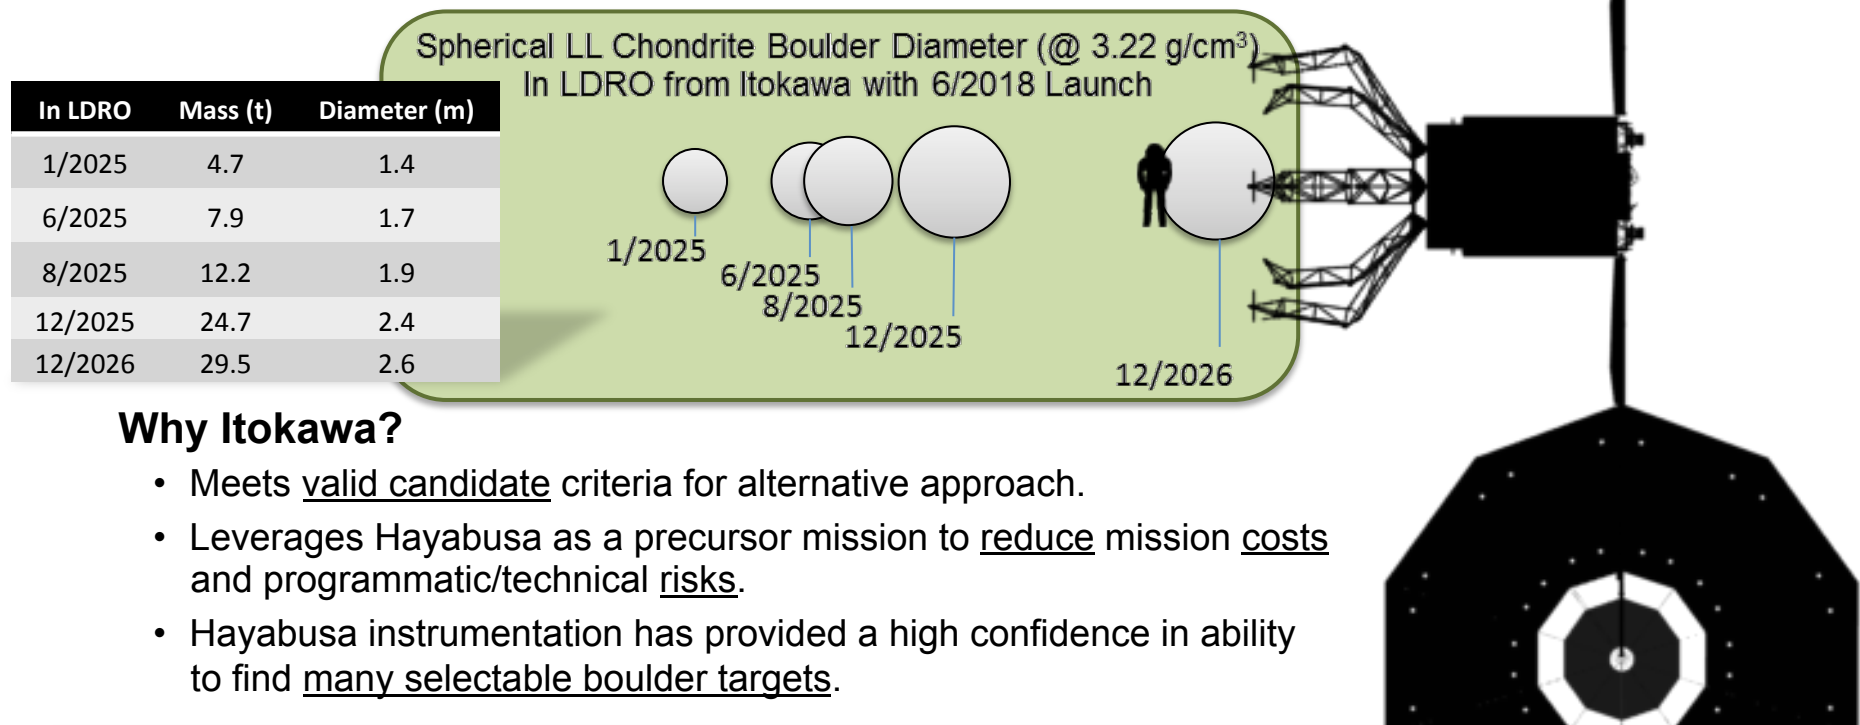 Spherical LL Chondrite Boulder Diameter (@ 3.22 g/cm³)
In LDRO from Itokawa with 6/2018 Launch
In LDRO Mass (t) Diameter (m)
1/2025 4.7 1.4
6/2025 7.9 1.7
8/2025 12.2 1.9
12/2025 24.7 2.4
12/2026 29.5 2.6
1/2025
6/2025
8/2025
12/2025
12/2026
Why Itokawa?
• Meets valid candidate criteria for alternative approach.
• Leverages Hayabusa as a precursor mission to reduce mission costs
and programmatic/technical risks.
• Hayabusa instrumentation has provided a high confidence in ability
to find many selectable boulder targets.